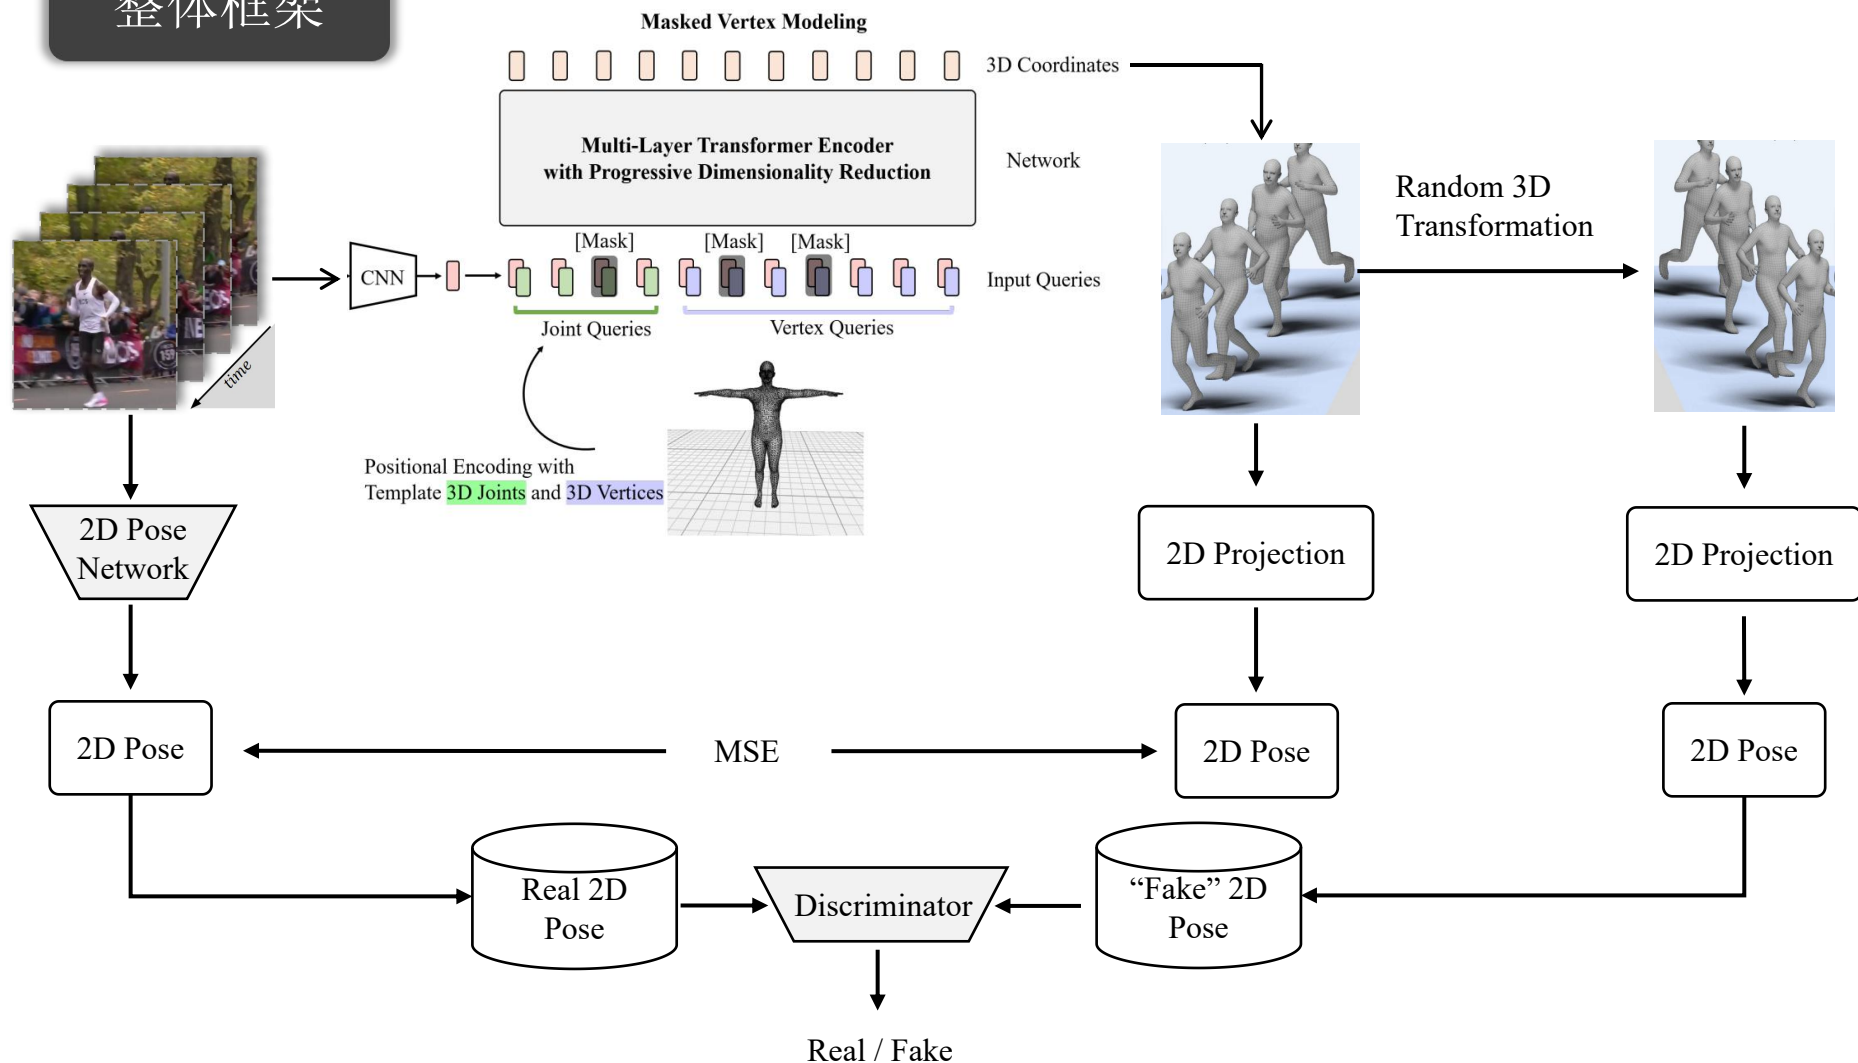 整体框架
Masked Vertex Modeling
3D Coordinates
Multi-Layer Transformer Encoder
with Progressive Dimensionality Reduction
Network
Random 3D
Transformation
[Mask]
[Mask]
[Mask]
CNN
Input Queries
Joint Queries
Vertex Queries
time
Positional Encoding with
Template 3D Joints and 3D Vertices
2D Pose
Network
2D Projection
2D Projection
2D Pose
MSE
2D Pose
2D Pose
Real 2D
Pose
Discriminator
“Fake” 2D
Pose
Real / Fake